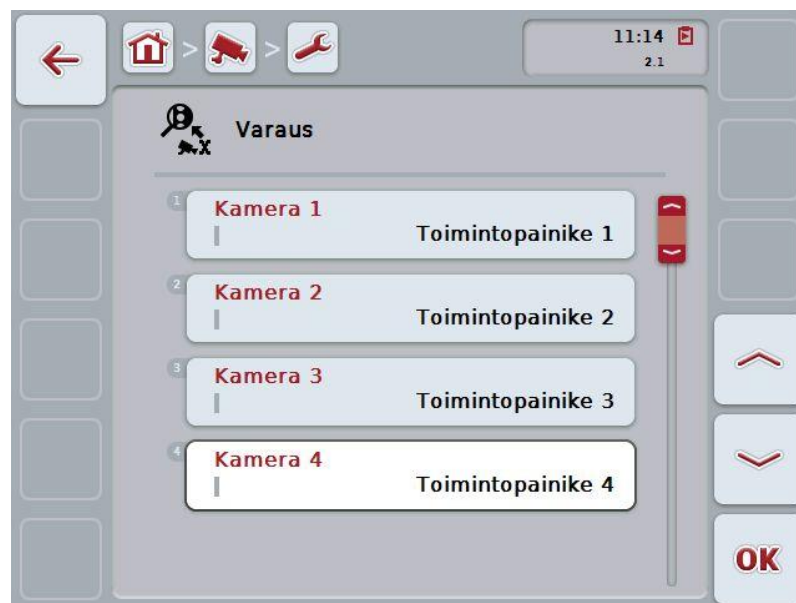 11:14
2.1
Varaus
1
Kamera 1
Toimintopainike 1
2
Kamera 2
Toimintopainike 2
3
Kamera 3
Toimintopainike 3
4
Kamera 4
Toimintopainike 4
OK